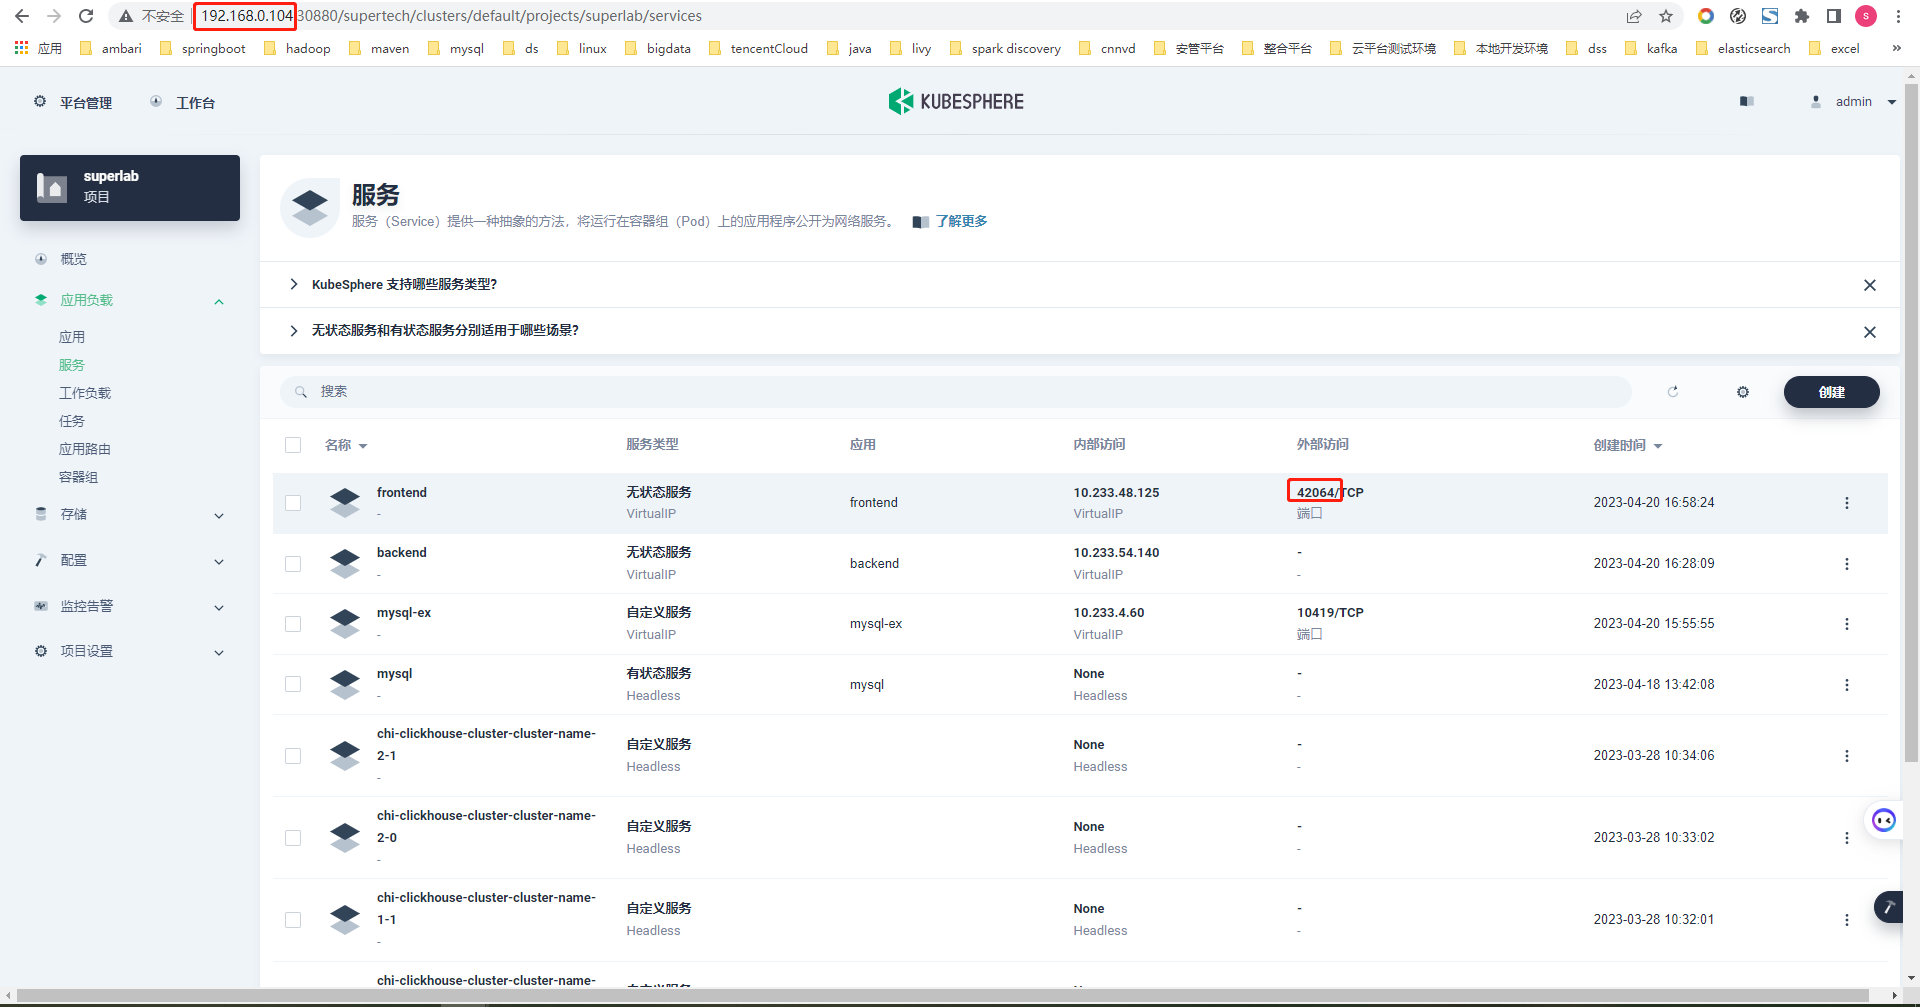 不安全 192.168.0.104:30880/supertech/clusters/default/projects/superlab/services
应用 ambari springboot hadoop maven mysql ds linux bigdata tencentCloud java livy spark discovery cnnvd 安管平台 整合平台 云平台测试环境 本地开发环境 dss kafka elasticsearch excel »
平台管理 工作台 KUBESPHERE admin
superlab
项目
概览
应用负载
应用
服务
工作负载
任务
应用路由
容器组
存储
配置
监控告警
项目设置
服务
服务（Service）提供一种抽象的方法，将运行在容器组（Pod）上的应用程序公开为网络服务。 了解更多
KubeSphere 支持哪些服务类型?
无状态服务和有状态服务分别适用于哪些场景?
搜索 创建
名称 服务类型 应用 内部访问 外部访问 创建时间
frontend 无状态服务 frontend 10.233.48.125 42064/TCP 2023-04-20 16:58:24
- VirtualIP VirtualIP 端口
backend 无状态服务 backend 10.233.54.140 - 2023-04-20 16:28:09
- VirtualIP VirtualIP -
mysql-ex 自定义服务 mysql-ex 10.233.4.60 10419/TCP 2023-04-20 15:55:55
- VirtualIP VirtualIP 端口
mysql 有状态服务 mysql None - 2023-04-18 13:42:08
- Headless Headless -
chi-clickhouse-cluster-cluster-name-
2-1 自定义服务 None - 2023-03-28 10:34:06
- Headless Headless -
chi-clickhouse-cluster-cluster-name-
2-0 自定义服务 None - 2023-03-28 10:33:02
- Headless Headless -
chi-clickhouse-cluster-cluster-name-
1-1 自定义服务 None - 2023-03-28 10:32:01
- Headless Headless -
chi-clickhouse-cluster-cluster-name-